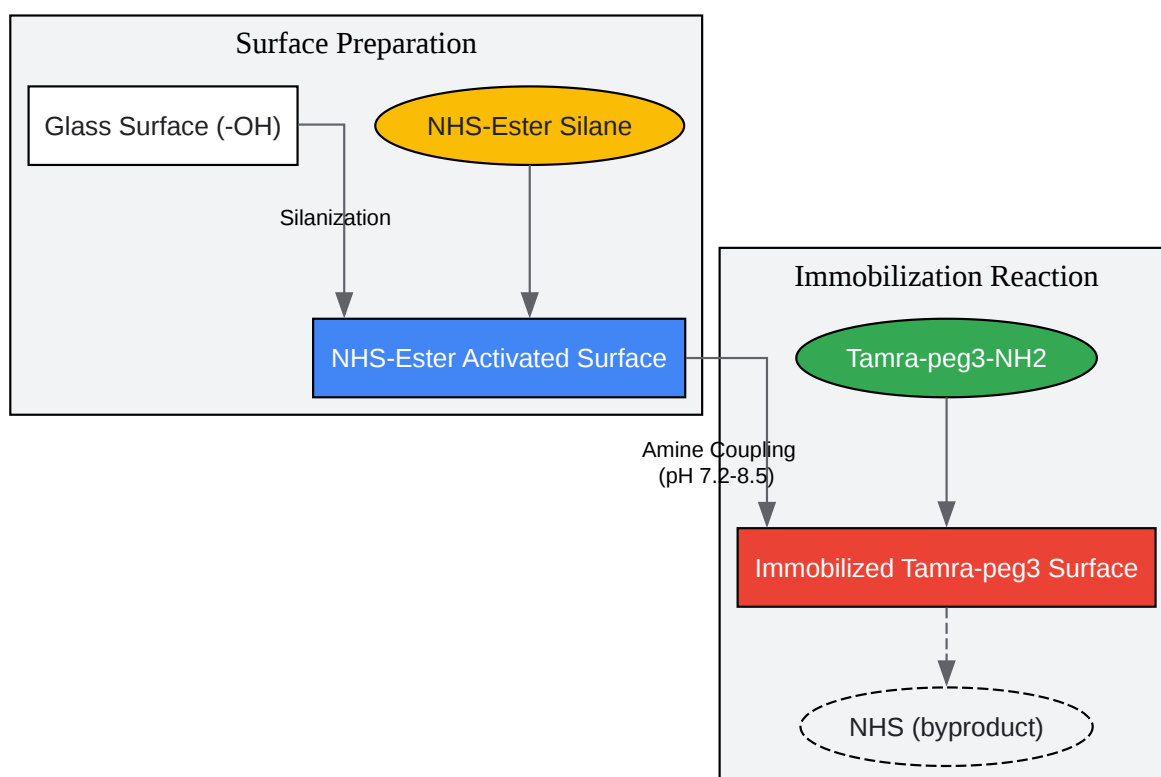 Surface Preparation
Glass Surface (-OH)
NHS-Ester Silane
Silanization
NHS-Ester Activated Surface
Immobilization Reaction
Tamra-peg3-NH2
Amine Coupling
(pH 7.2-8.5)
Immobilized Tamra-peg3 Surface
NHS (byproduct)